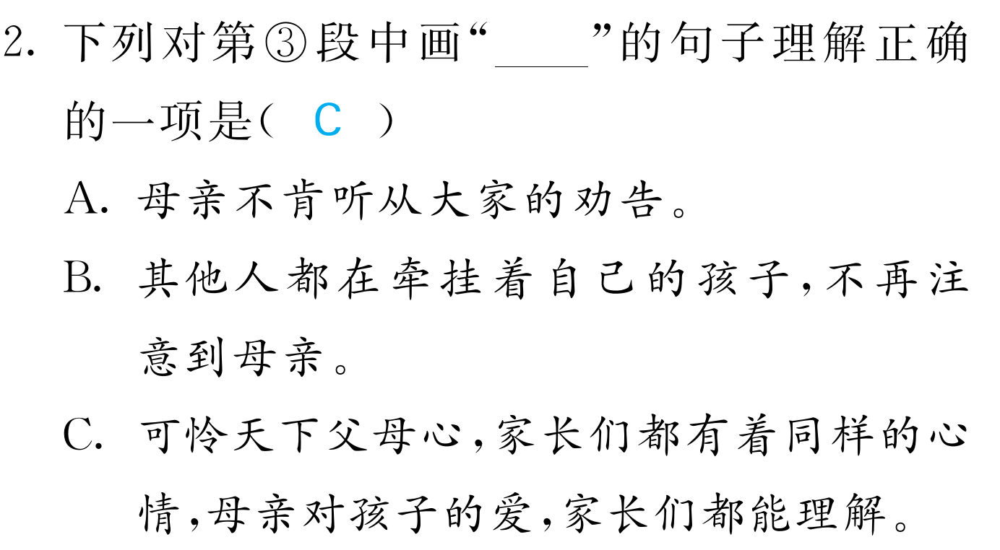 2. 下列对第③段中画“____”的句子理解正确
的一项是( C )
A. 母亲不肯听从大家的劝告。
B. 其他人都在牵挂着自己的孩子,不再注
意到母亲。
C. 可怜天下父母心,家长们都有着同样的心
情,母亲对孩子的爱,家长们都能理解。